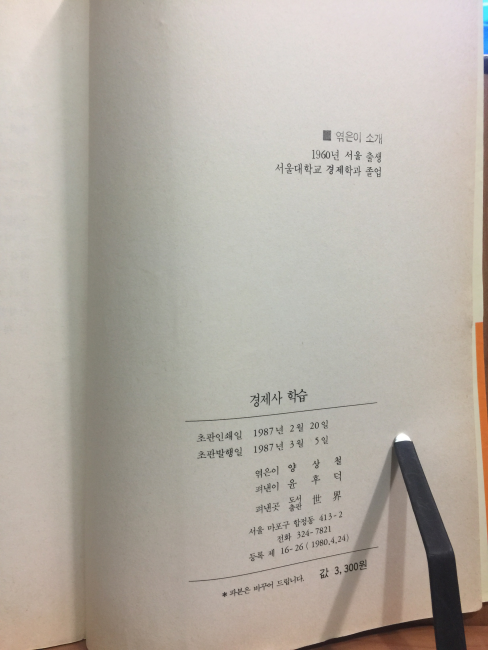 ■ 엮은이 소개
1960년 서울 출생
서울대학교 경제학과 졸업
경제사 학습
초판인쇄일 1987년 2월 20일
초판발행일 1987년 3월 5일
엮은이 양 상 철
펴낸이 윤 후 덕
펴낸곳 도서출판 世 界
서울 마포구 합정동 413-2
전화 324-7821
등록 제 16-26 (1980.4.24)
*파본은 바꾸어 드립니다. 값 3,300원